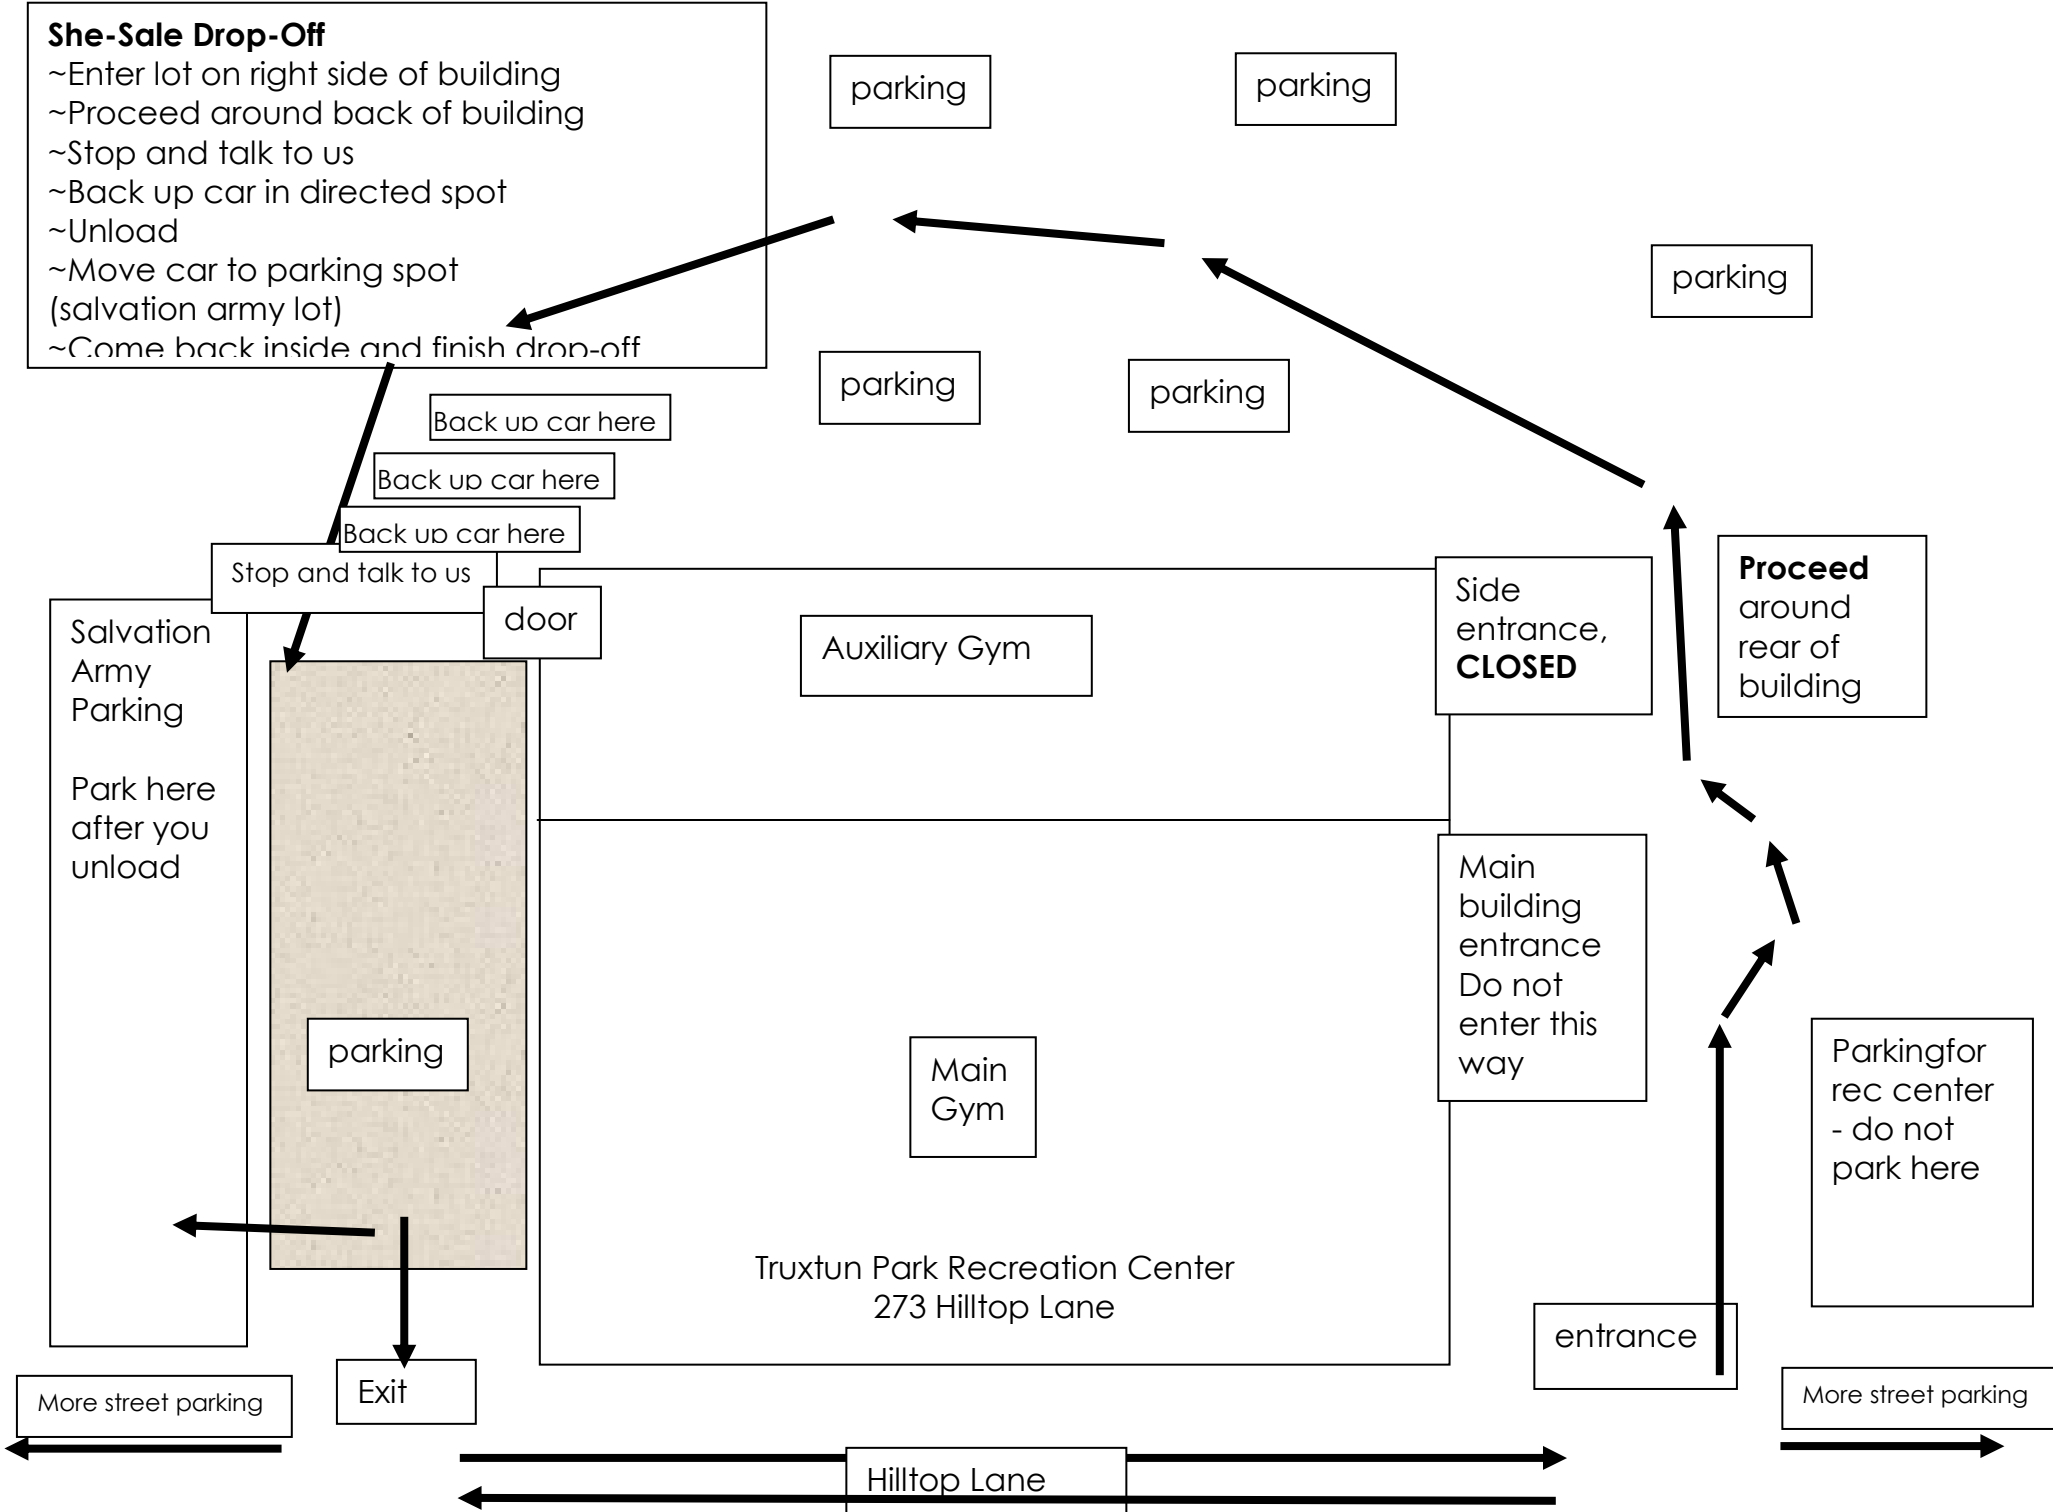 She-Sale Drop-Off
~Enter lot on right side of building
~Proceed around back of building
~Stop and talk to us
~Back up car in directed spot
~Unload
~Move car to parking spot
(salvation army lot)
~Come back inside and finish drop-off
parking
parking
parking
parking
parking
Back up car here
Back up car here
Back up car here
Stop and talk to us
door
Salvation
Army
Parking
Park here
after you
unload
Auxiliary Gym
Side
entrance,
CLOSED
Proceed
around
rear of
building
Main
building
entrance
Do not
enter this
way
parking
Main
Gym
Parkingfor
rec center
- do not
park here
Truxtun Park Recreation Center
273 Hilltop Lane
entrance
Exit
More street parking
More street parking
Hilltop Lane